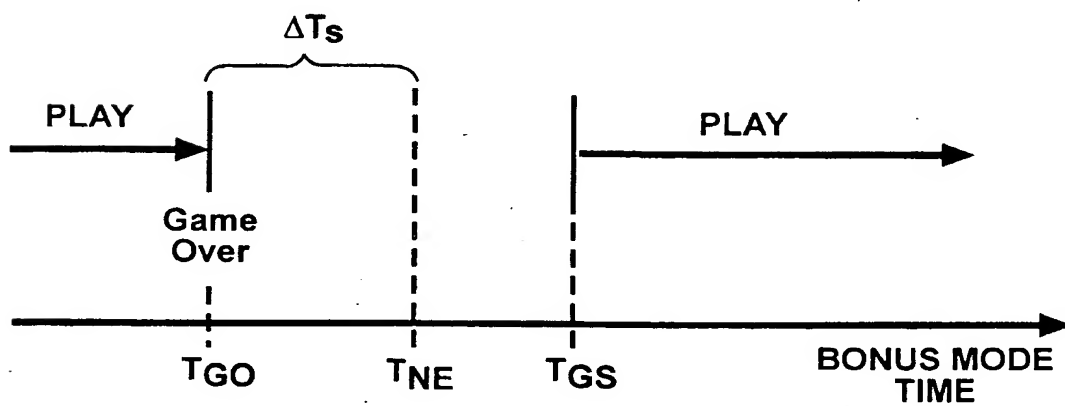 ΔTs
PLAY
PLAY
Game
Over
TGO
TNE
TGS
BONUS MODE
TIME